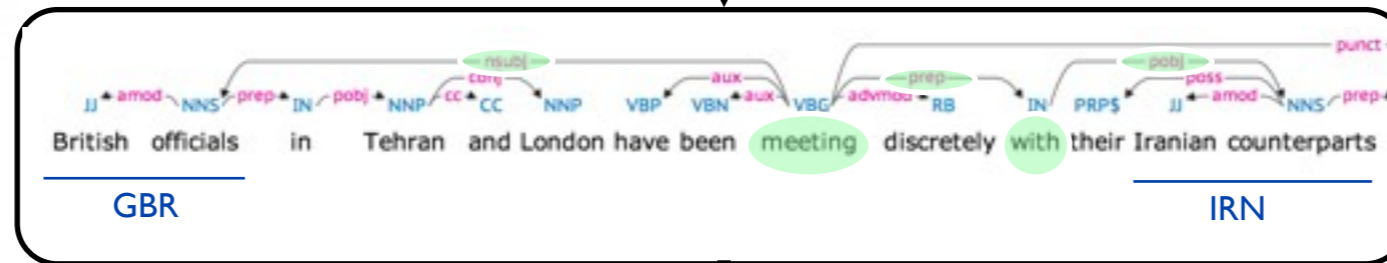 nsubj punct
conj aux prep pobj poss
JJ amod NNS prep IN pobj NNP cc CC NNP VBP VBN aux VBG advmod RB IN PRP$ JJ amod NNS prep
British officials in Tehran and London have been meeting discretely with their Iranian counterparts
GBR IRN